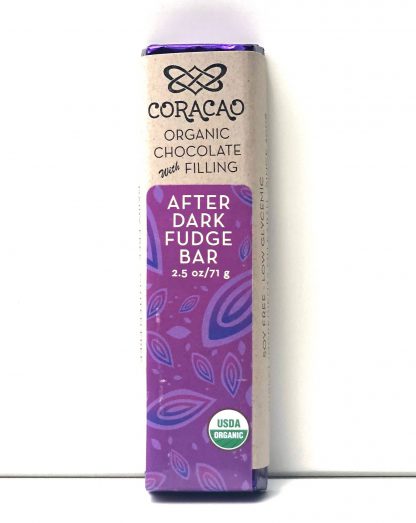 CORACAO
ORGANIC
CHOCOLATE
With FILLING
AFTER
DARK
FUDGE
BAR
2.5 oz/71 g
USDA
ORGANIC
SOY FREE · LOW GLYCEMIC